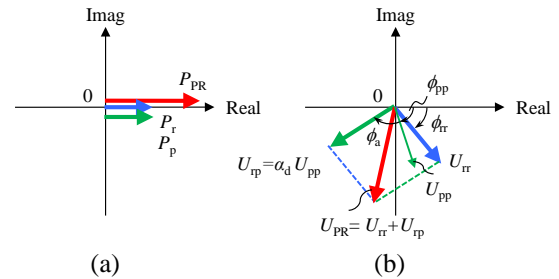 Imag
P_PR
0
Real
P_r
P_p
(a)
Imag
0
ϕ_pp
Real
ϕ_rr
ϕ_a
U_rp=α_d U_pp
U_rr
U_pp
U_PR= U_rr+U_rp
(b)